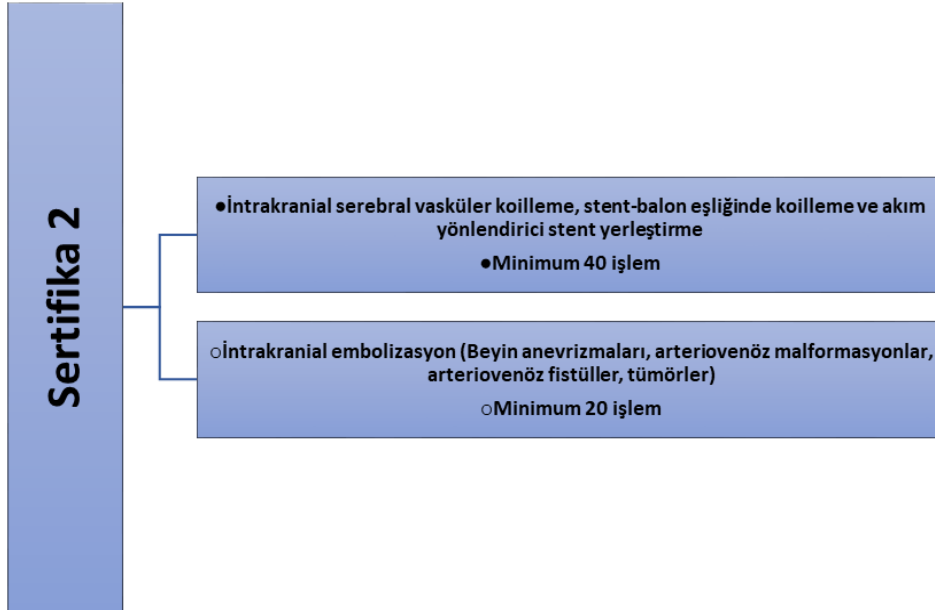 Sertifika 2
●İntrakranial serebral vasküler koilleme, stent-balon eşliğinde koilleme ve akım
yönlendirici stent yerleştirme
●Minimum 40 işlem
○İntrakranial embolizasyon (Beyin anevrizmaları, arteriovenöz malformasyonlar,
arteriovenöz fistüller, tümörler)
○Minimum 20 işlem